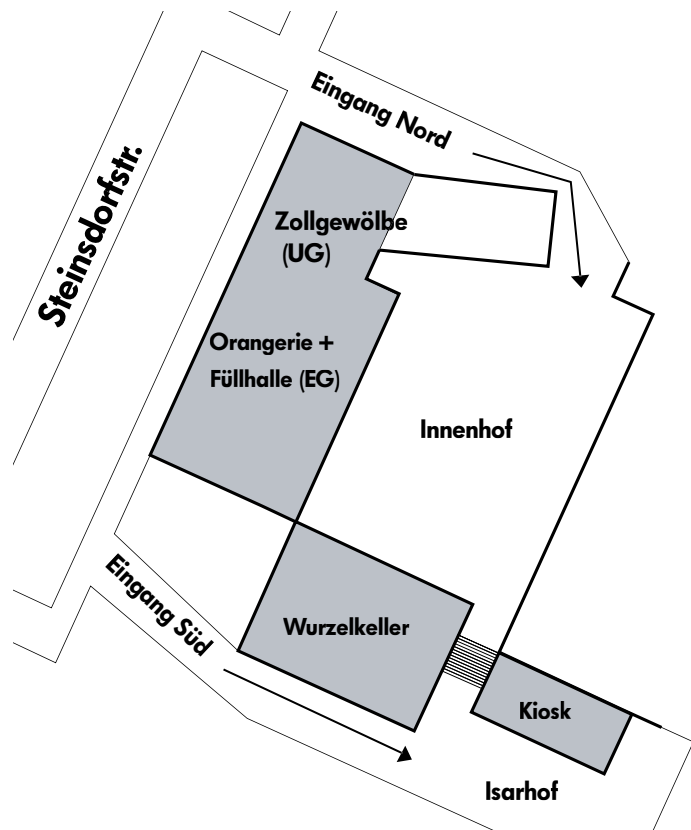 Eingang Nord
Steinsdorfstr.
Zollgewölbe
(UG)
Orangerie +
Füllhalle (EG)
Innenhof
Eingang Süd
Wurzelkeller
Kiosk
Isarhof